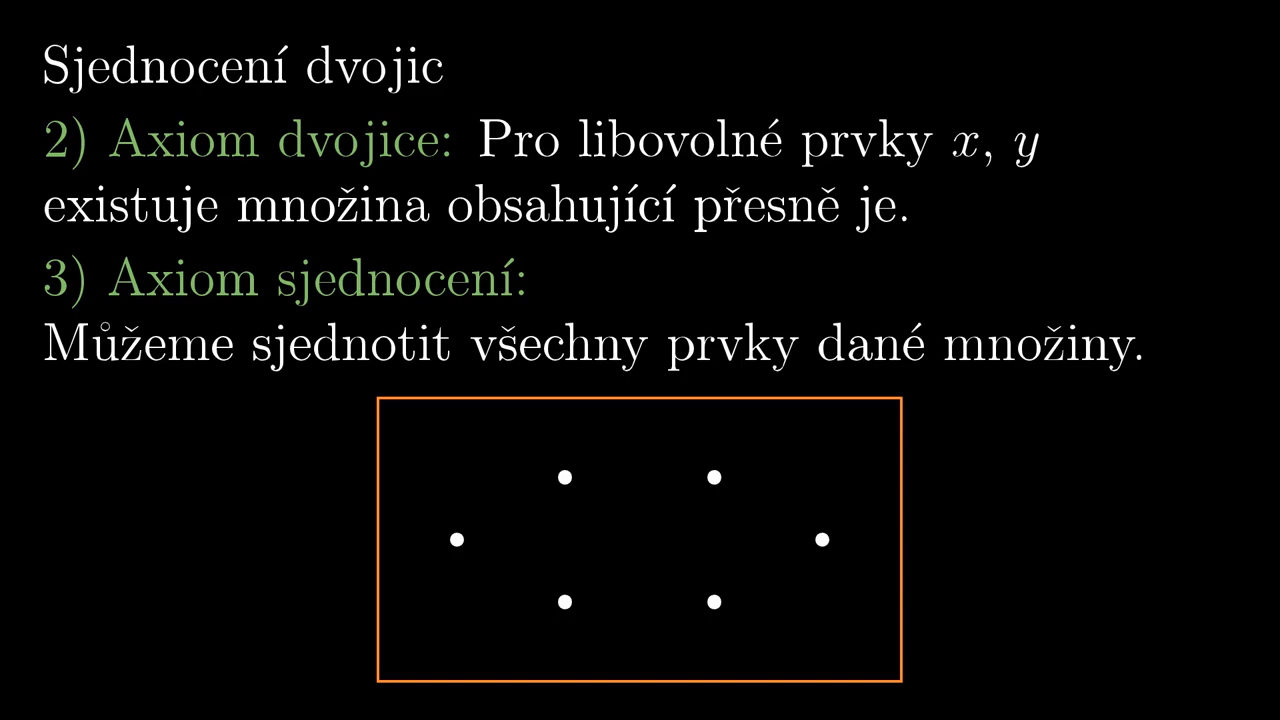 Sjednocení dvojic
2) Axiom dvojice: Pro libovolné prvky x, y
existuje množina obsahující přesně je.
3) Axiom sjednocení:
Můžeme sjednotit všechny prvky dané množiny.